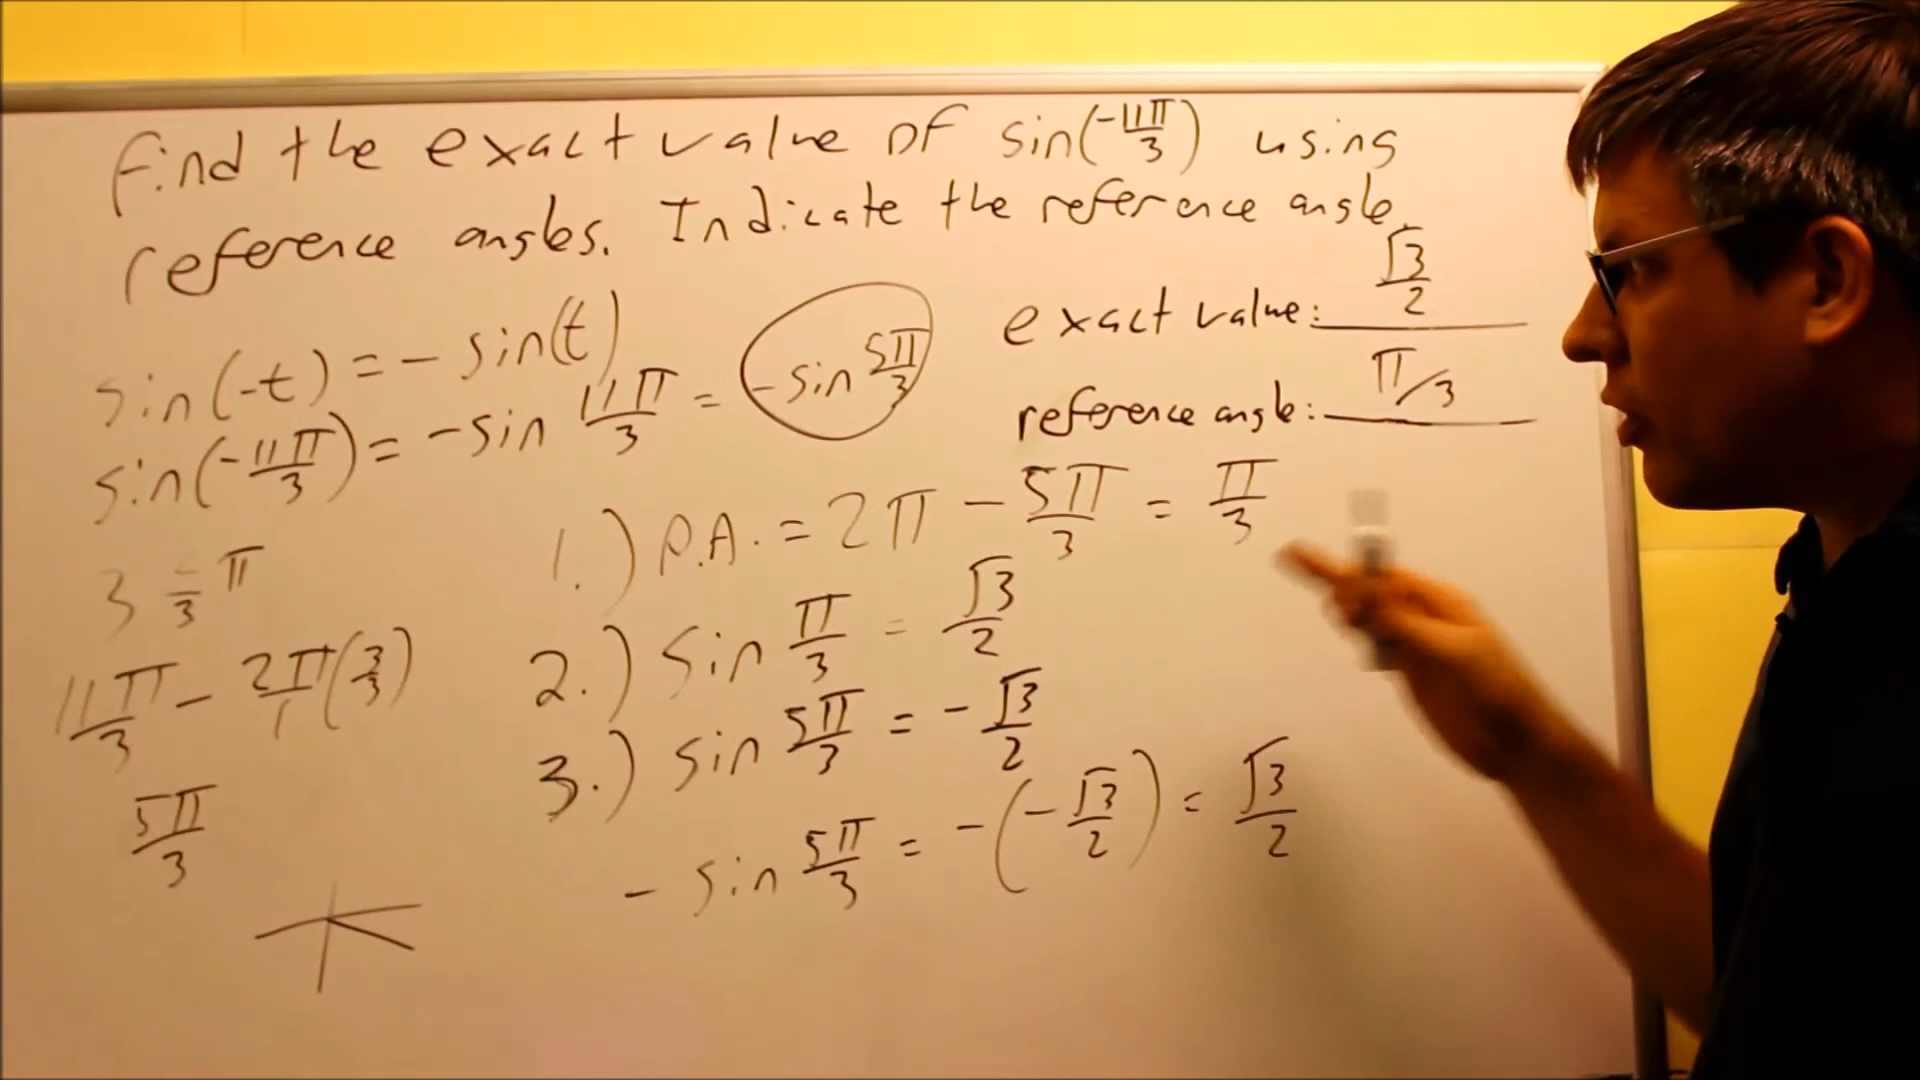 find the exact value of sin(-11π/3) using
reference angles. Indicate the reference angle.
exact value: √3/2
reference angle: π/3
sin(-t) = - sin(t)
sin(-11π/3) = - sin 11π/3 = - sin 5π/3
3 2/3 π
11π/3 - 2π/1 (3/3)
5π/3
1.) R.A. = 2π - 5π/3 = π/3
2.) sin π/3 = √3/2
3.) sin 5π/3 = - √3/2
- sin 5π/3 = - (- √3/2) = √3/2